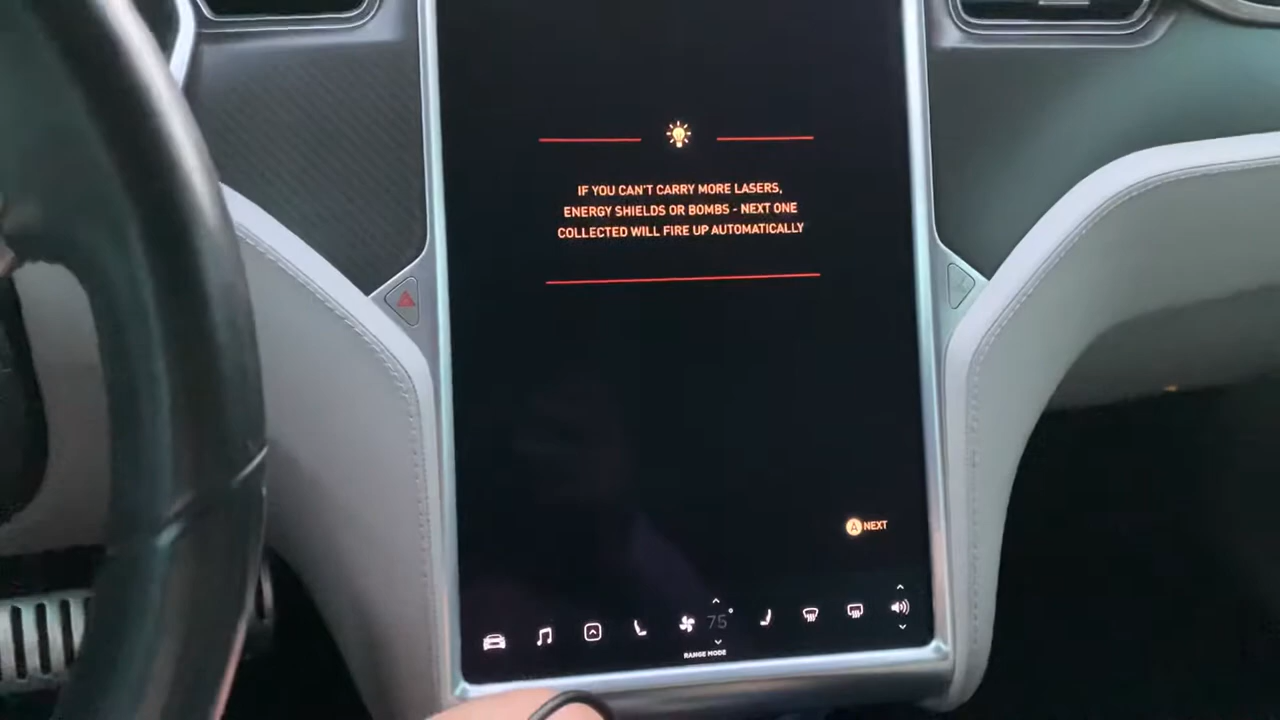 IF YOU CAN'T CARRY MORE LASERS,
ENERGY SHIELDS OR BOMBS - NEXT ONE
COLLECTED WILL FIRE UP AUTOMATICALLY
A NEXT
75°
RANGE MODE